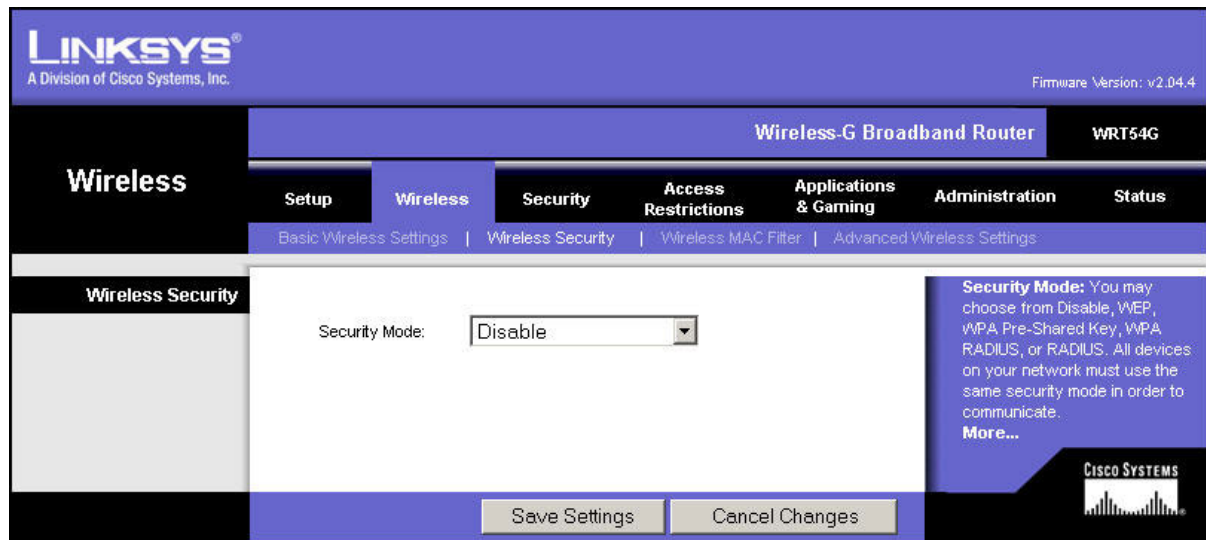 LINKSYS®
A Division of Cisco Systems, Inc.
Firmware Version: v2.04.4
Wireless-G Broadband Router
WRT54G
Wireless
Setup
Wireless
Security
Access
Restrictions
Applications
& Gaming
Administration
Status
Basic Wireless Settings | Wireless Security | Wireless MAC Filter | Advanced Wireless Settings
Wireless Security
Security Mode:
Disable
Security Mode: You may
choose from Disable, WEP,
WPA Pre-Shared Key, WPA
RADIUS, or RADIUS. All devices
on your network must use the
same security mode in order to
communicate.
More...
CISCO SYSTEMS
Save Settings
Cancel Changes